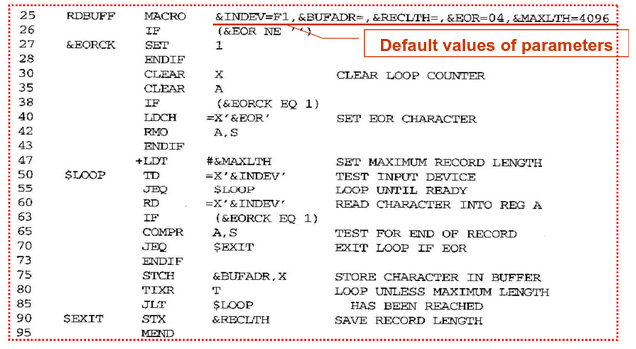 25 RDBUFF MACRO &INDEV=F1,&BUFADR=,&RECLTH=,&EOR=04,&MAXLTH=4096
26 IF (&EOR NE '')
Default values of parameters
27 &EORCK SET 1
28 ENDIF
30 CLEAR X CLEAR LOOP COUNTER
35 CLEAR A
38 IF (&EORCK EQ 1)
40 LDCH =X'&EOR' SET EOR CHARACTER
42 RMO A,S
43 ENDIF
47 +LDT #&MAXLTH SET MAXIMUM RECORD LENGTH
50 $LOOP TD =X'&INDEV' TEST INPUT DEVICE
55 JEQ $LOOP LOOP UNTIL READY
60 RD =X'&INDEV' READ CHARACTER INTO REG A
63 IF (&EORCK EQ 1)
65 COMPR A,S TEST FOR END OF RECORD
70 JEQ $EXIT EXIT LOOP IF EOR
73 ENDIF
75 STCH &BUFADR,X STORE CHARACTER IN BUFFER
80 TIXR T LOOP UNLESS MAXIMUM LENGTH
85 JLT $LOOP HAS BEEN REACHED
90 $EXIT STX &RECLTH SAVE RECORD LENGTH
95 MEND